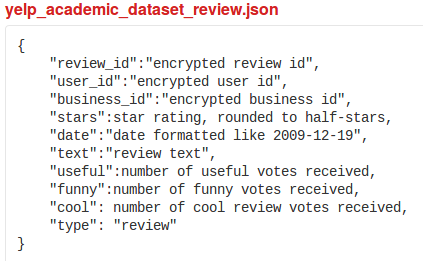 yelp_academic_dataset_review.json
{
"review_id":"encrypted review id",
"user_id":"encrypted user id",
"business_id":"encrypted business id",
"stars":star rating, rounded to half-stars,
"date":"date formatted like 2009-12-19",
"text":"review text",
"useful":number of useful votes received,
"funny":number of funny votes received,
"cool": number of cool review votes received,
"type": "review"
}